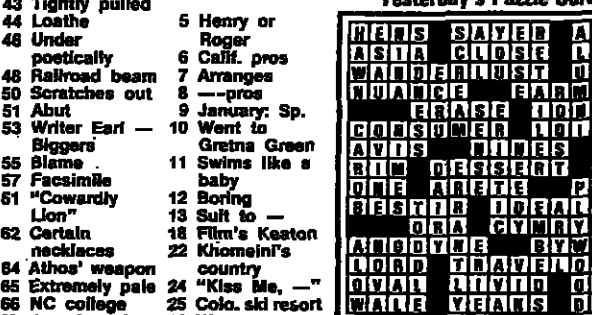 43 Tightly pulled
44 Loathe
46 Under
poetically
48 Railroad beam
50 Scratches out
51 Abut
53 Writer Earl —
Biggers
55 Blame
57 Facsimile
61 "Cowardly
Lion"
62 Certain
necklaces
64 Athos' weapon
65 Extremely pale
66 NC college
5 Henry or
Roger
6 Calif. pros
7 Arranges
8 —-pros
9 January: Sp.
10 Went to
Gretna Green
11 Swims like a
baby
12 Boring
13 Suit to —
18 Film's Keaton
22 Khomeini's
country
24 "Kiss Me, —"
25 Colo. ski resort
Yesterday's Puzzle
HENS SAYER A
ASIA CLOSE L
WANDERLUST U
NUANCE EARM
ERASE ION
CONSUMER LOI
AVIS NINES
RIM DESSERT
ONE ARETE P
BESTIR IDEAL
ORA CYMRY
ANODYNE BYW
LORD TRAVELO
OVAL LIVID O
WALE YEANS D